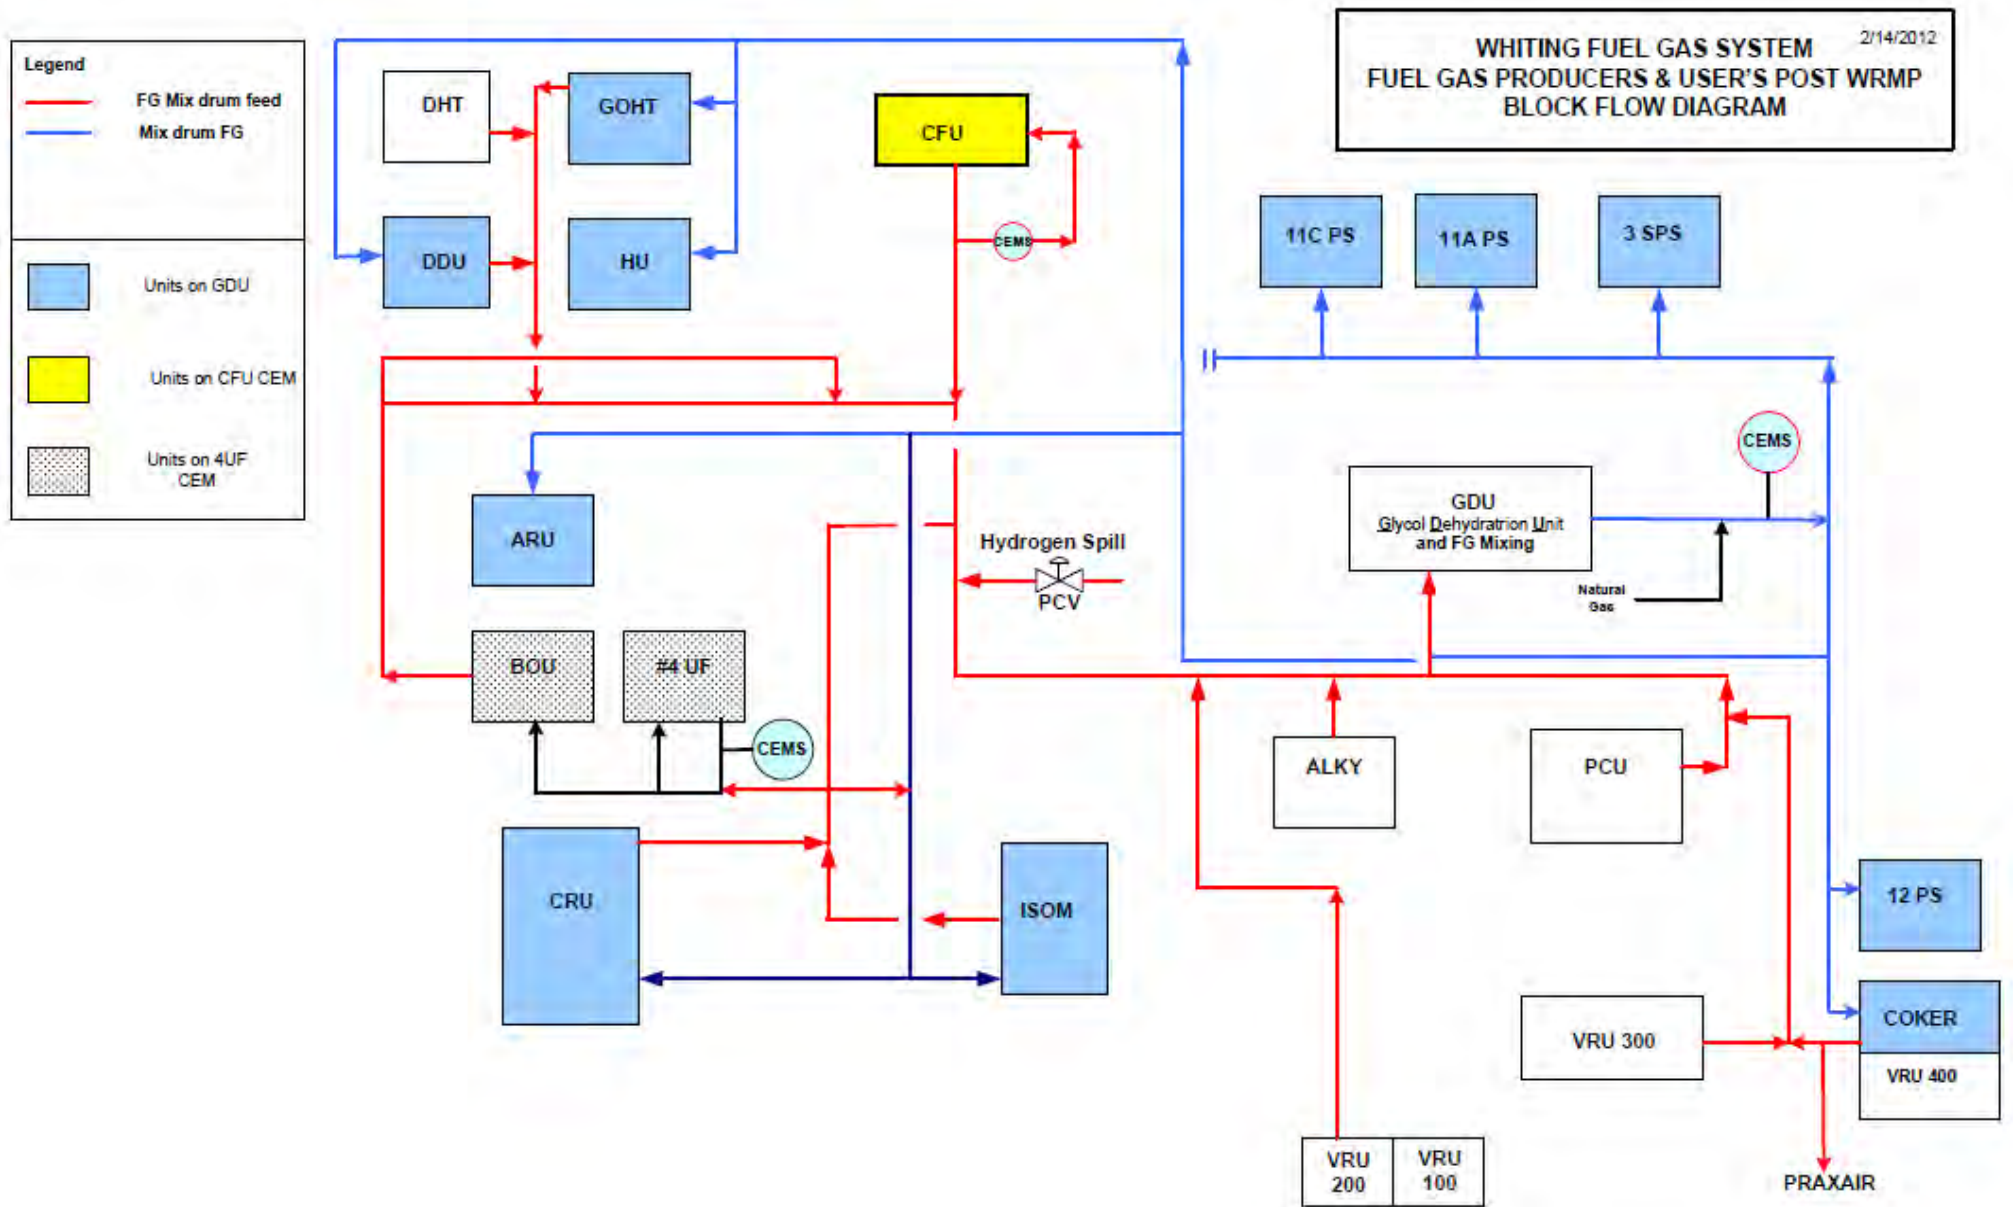 WHITING FUEL GAS SYSTEM
2/14/2012
FUEL GAS PRODUCERS & USER'S POST WRMP
BLOCK FLOW DIAGRAM
Legend
FG Mix drum feed
Mix drum FG
Units on GDU
Units on CFU CEM
Units on 4UF
CEM
DHT
GOHT
CFU
DDU
HU
CEMS
11C PS
11A PS
3 SPS
CEMS
GDU
Glycol Dehydratrion Unit
and FG Mixing
Natural
Gas
ARU
Hydrogen Spill
PCV
BOU
#4 UF
CEMS
ALKY
PCU
CRU
ISOM
12 PS
COKER
VRU 400
VRU 300
VRU
200
VRU
100
PRAXAIR